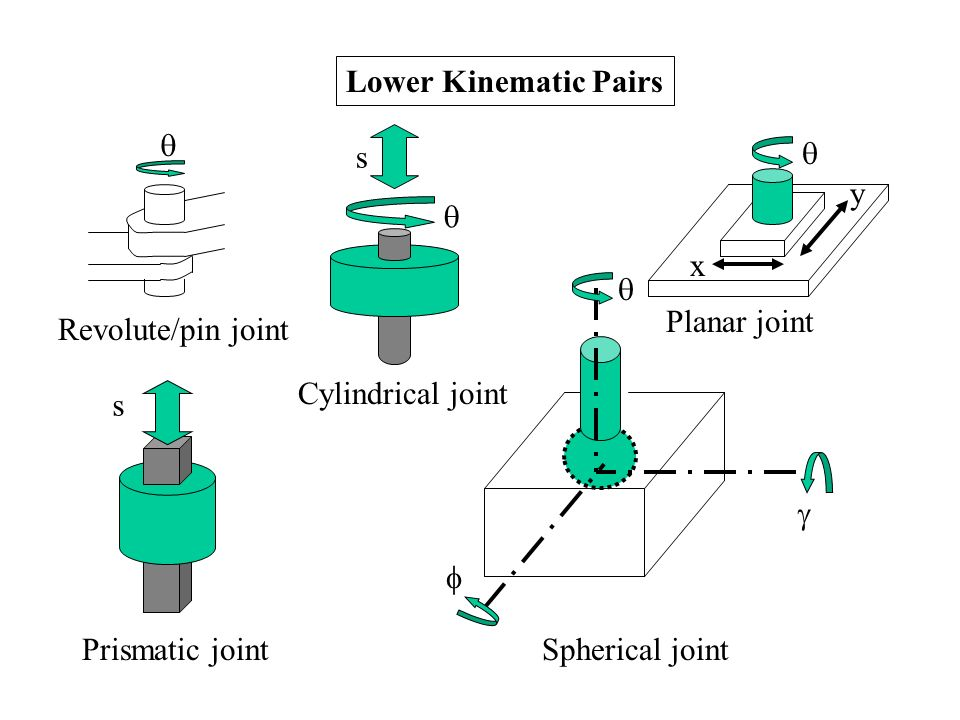 Lower Kinematic Pairs
θ
s
θ
Revolute/pin joint
Cylindrical joint
θ
y
x
Planar joint
s
Prismatic joint
θ
γ
ϕ
Spherical joint